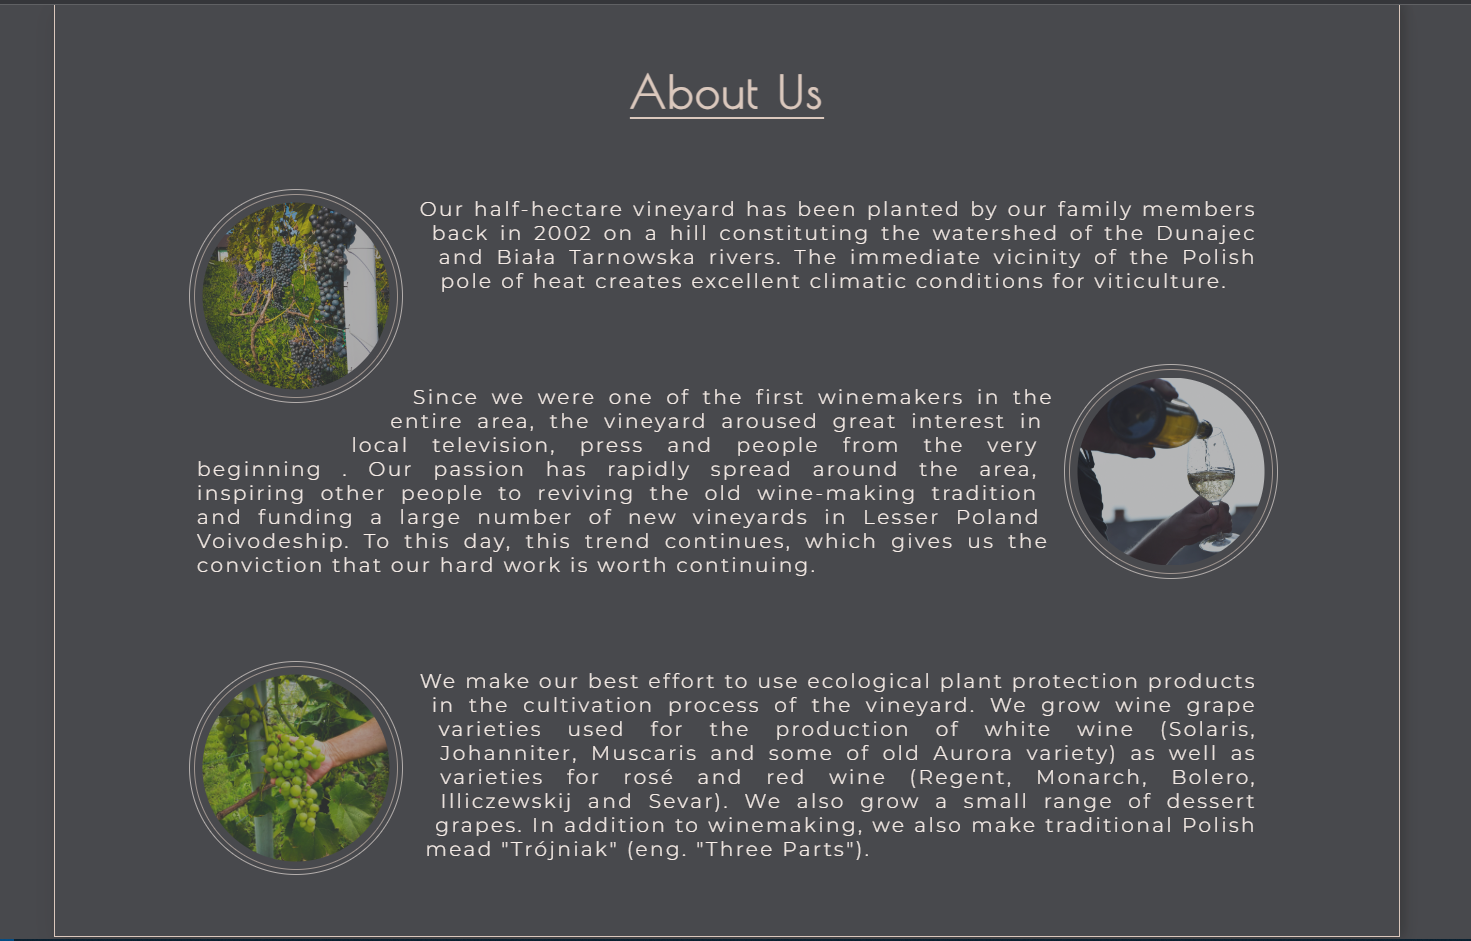 About Us
Our half-hectare vineyard has been planted by our family members
back in 2002 on a hill constituting the watershed of the Dunajec
and Biała Tarnowska rivers. The immediate vicinity of the Polish
pole of heat creates excellent climatic conditions for viticulture.
Since we were one of the first winemakers in the
entire area, the vineyard aroused great interest in
local television, press and people from the very
beginning . Our passion has rapidly spread around the area,
inspiring other people to reviving the old wine-making tradition
and funding a large number of new vineyards in Lesser Poland
Voivodeship. To this day, this trend continues, which gives us the
conviction that our hard work is worth continuing.
We make our best effort to use ecological plant protection products
in the cultivation process of the vineyard. We grow wine grape
varieties used for the production of white wine (Solaris,
Johanniter, Muscaris and some of old Aurora variety) as well as
varieties for rosé and red wine (Regent, Monarch, Bolero,
Illiczewskij and Sevar). We also grow a small range of dessert
grapes. In addition to winemaking, we also make traditional Polish
mead "Trójniak" (eng. "Three Parts").